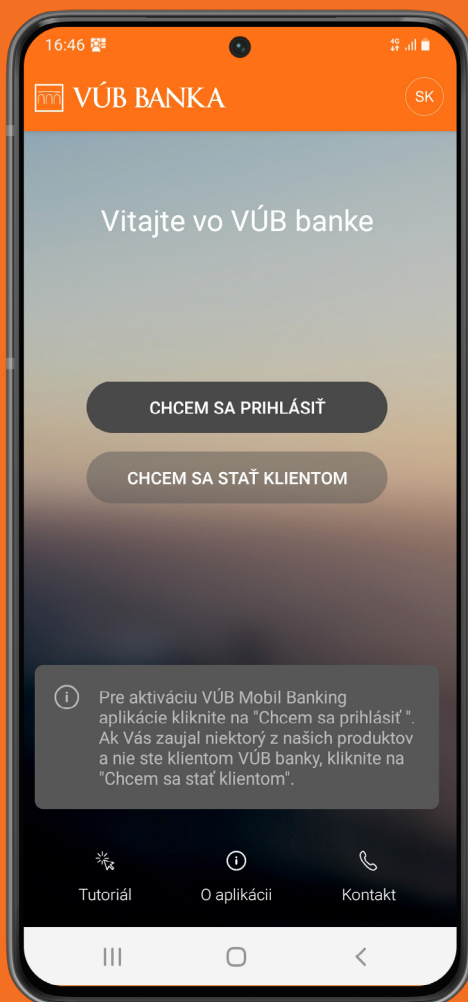 16:46
4G
VÚB BANKA
SK
Vitajte vo VÚB banke
CHCEM SA PRIHLÁSIŤ
CHCEM SA STAŤ KLIENTOM
Pre aktiváciu VÚB Mobil Banking
aplikácie kliknite na "Chcem sa prihlásiť ".
Ak Vás zaujal niektorý z našich produktov
a nie ste klientom VÚB banky, kliknite na
"Chcem sa stať klientom".
Tutoriál
O aplikácii
Kontakt